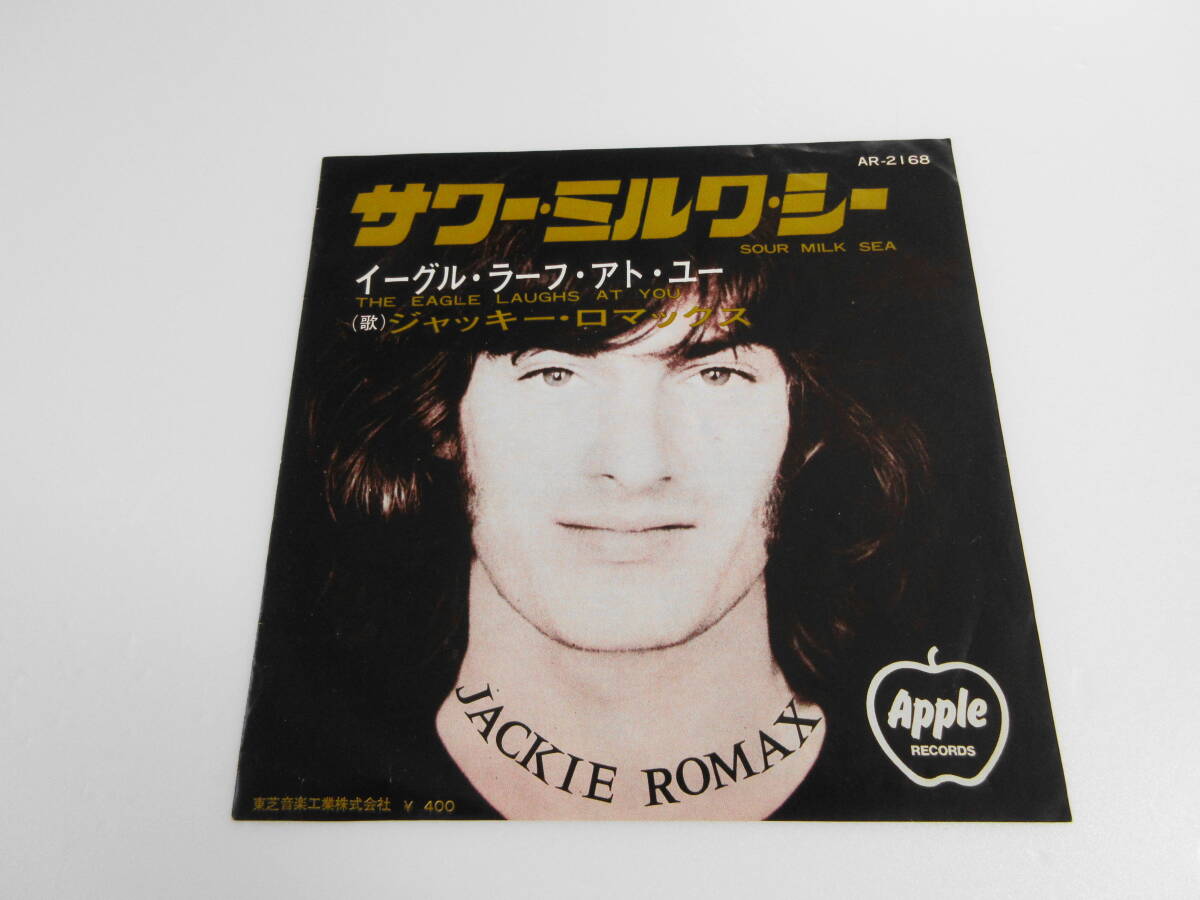 AR-2168
サワー・ミルワ・シー
SOUR MILK SEA
イーグル・ラーフ・アト・ユー
THE EAGLE LAUGHS AT YOU
(歌)ジャッキー・ロマックス
JACKIE ROMAX
Apple
RECORDS
東芝音楽工業株式会社 ¥ 400